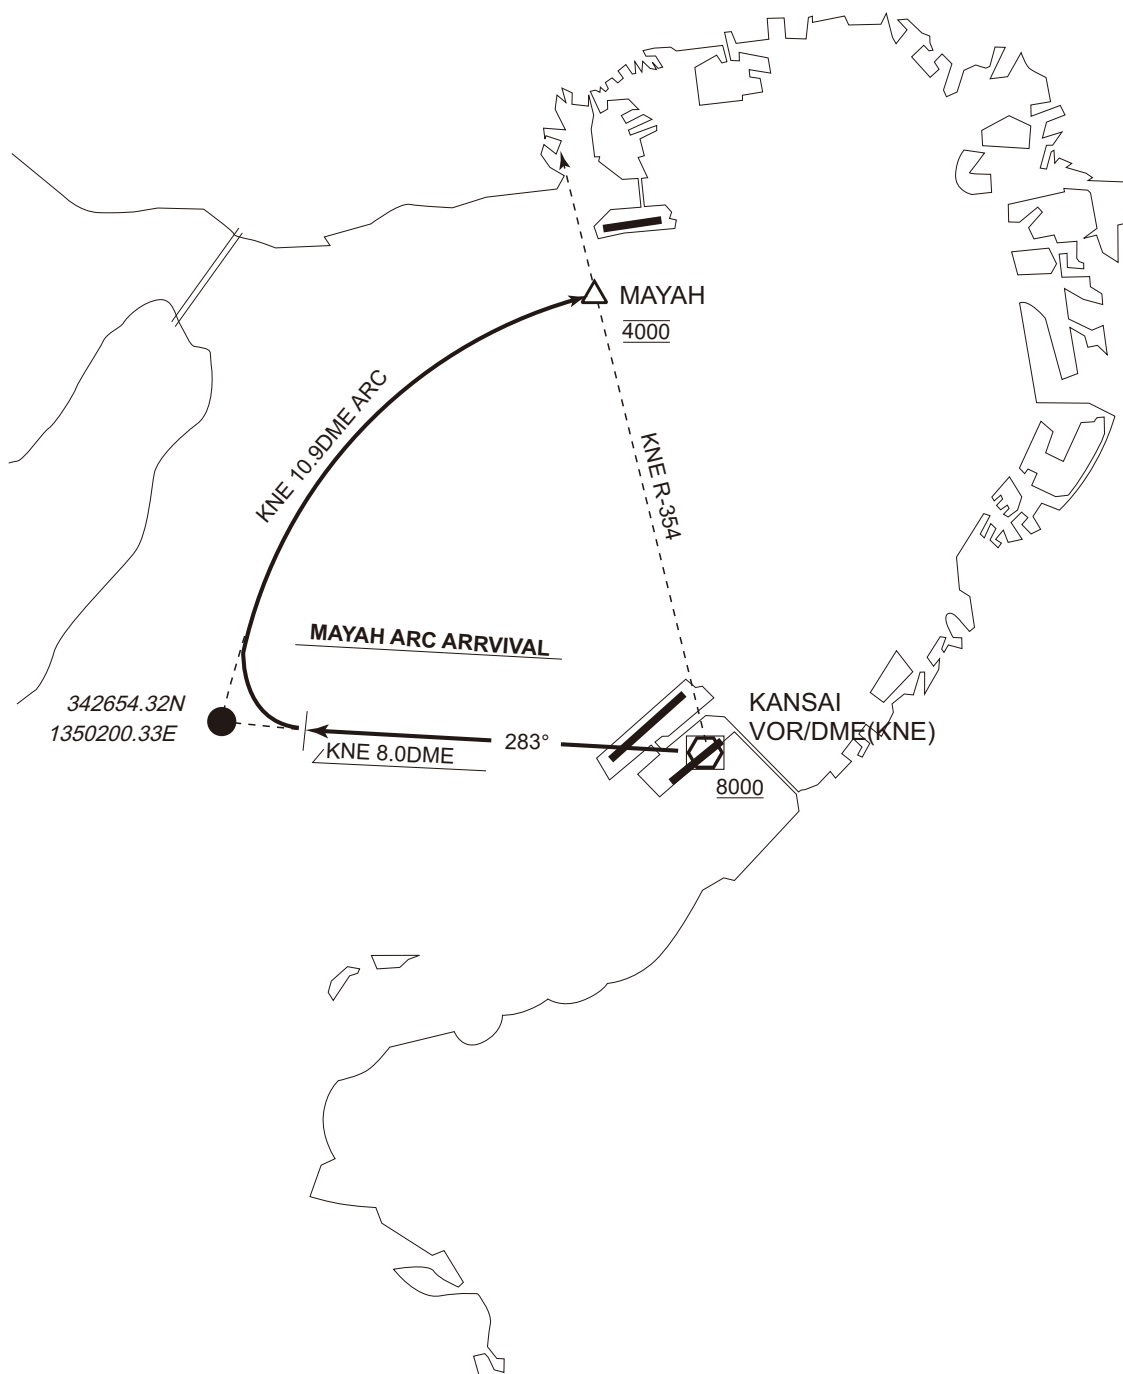 MAYAH
4000
KNE 10.9DME ARC
KNE R-354
MAYAH ARC ARRVIVAL
342654.32N
1350200.33E
KANSAI
VOR/DME(KNE)
283°
KNE 8.0DME
8000